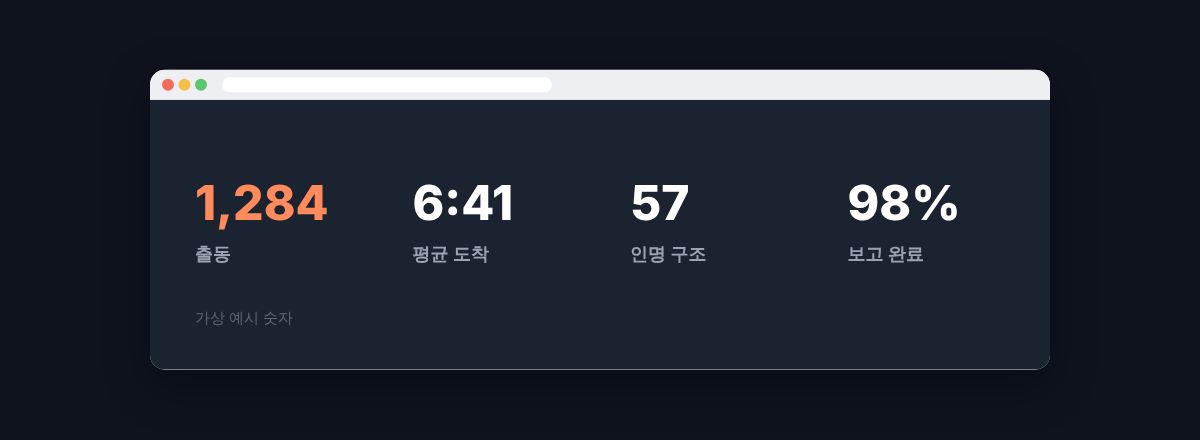 1,284 6:41 57 98%
출동 평균 도착 인명 구조 보고 완료
가상 예시 숫자